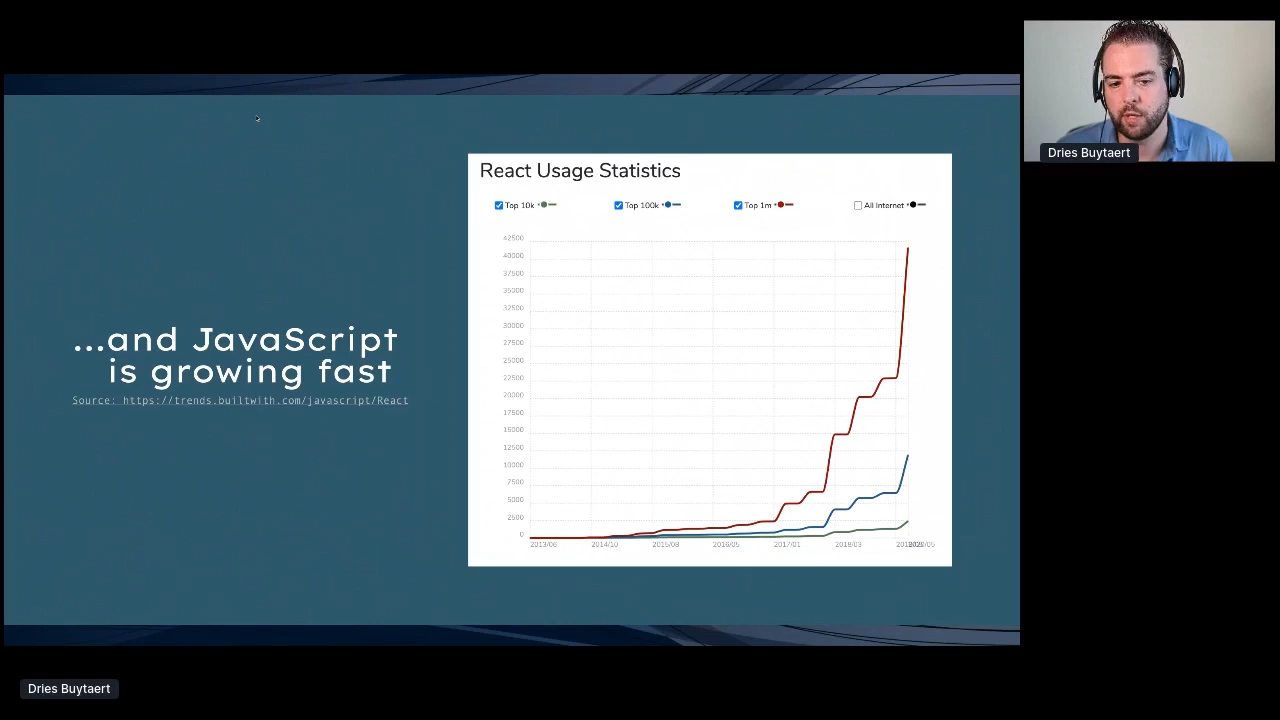 Dries Buytaert
React Usage Statistics
Top 10k Top 100k Top 1m All Internet
42500
40000
37500
35000
32500
30000
27500
25000
22500
20000
17500
15000
12500
10000
7500
5000
2500
0
2013/06 2014/10 2015/08 2016/05 2017/01 2018/03
...and JavaScript
is growing fast
Source: https://trends.builtwith.com/javascript/React
Dries Buytaert